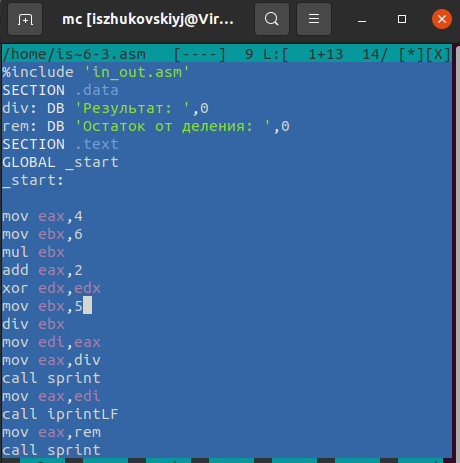 mc [iszhukovskiyj@Vir...
/home/is~6-3.asm [----] 9 L:[ 1+13 14/ [*][X]
%include 'in_out.asm'
SECTION .data
div: DB 'Результат: ',0
rem: DB 'Остаток от деления: ',0
SECTION .text
GLOBAL _start
_start:
mov eax,4
mov ebx,6
mul ebx
add eax,2
xor edx,edx
mov ebx,5
div ebx
mov edi,eax
mov eax,div
call sprint
mov eax,edi
call iprintLF
mov eax,rem
call sprint